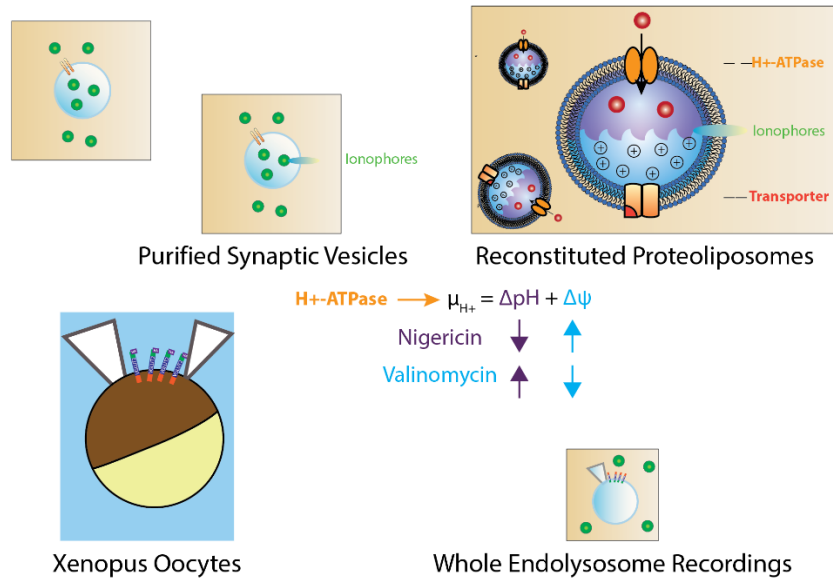 — — H+-ATPase
Ionophores
Ionophores
—— Transporter
Purified Synaptic Vesicles
Reconstituted Proteoliposomes
H+-ATPase → μH+ = ΔpH + Δψ
Nigericin ↓ ↑
Valinomycin ↑ ↓
Xenopus Oocytes
Whole Endolysosome Recordings